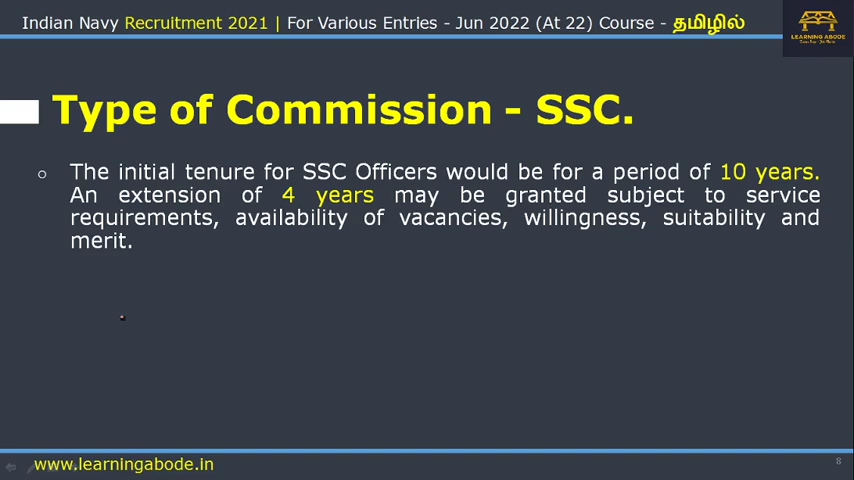 Indian Navy Recruitment 2021 | For Various Entries - Jun 2022 (At 22) Course - தமிழில்
LEARNING ABODE
Type of Commission - SSC.
The initial tenure for SSC Officers would be for a period of 10 years.
An extension of 4 years may be granted subject to service
requirements, availability of vacancies, willingness, suitability and
merit.
www.learningabode.in
8